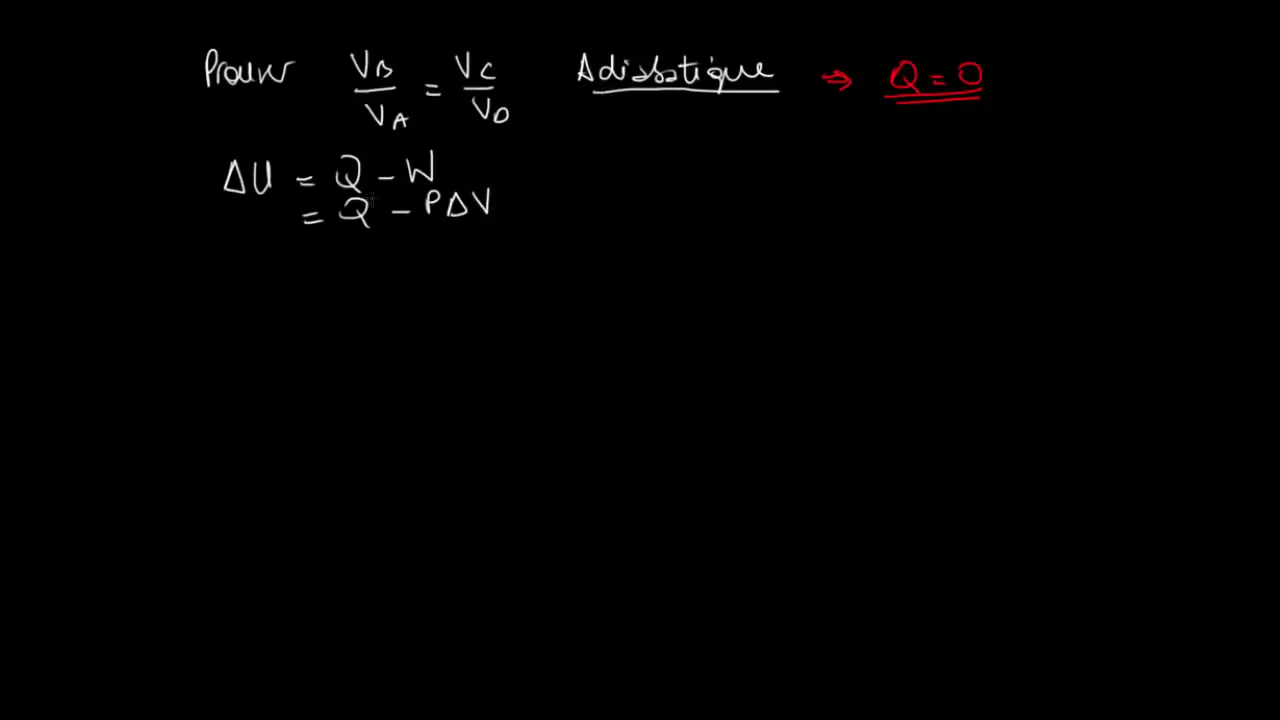 Prouver VB/VA = VC/VD Adiabatique ⇒ Q = 0
ΔU = Q - W
= Q - PΔV